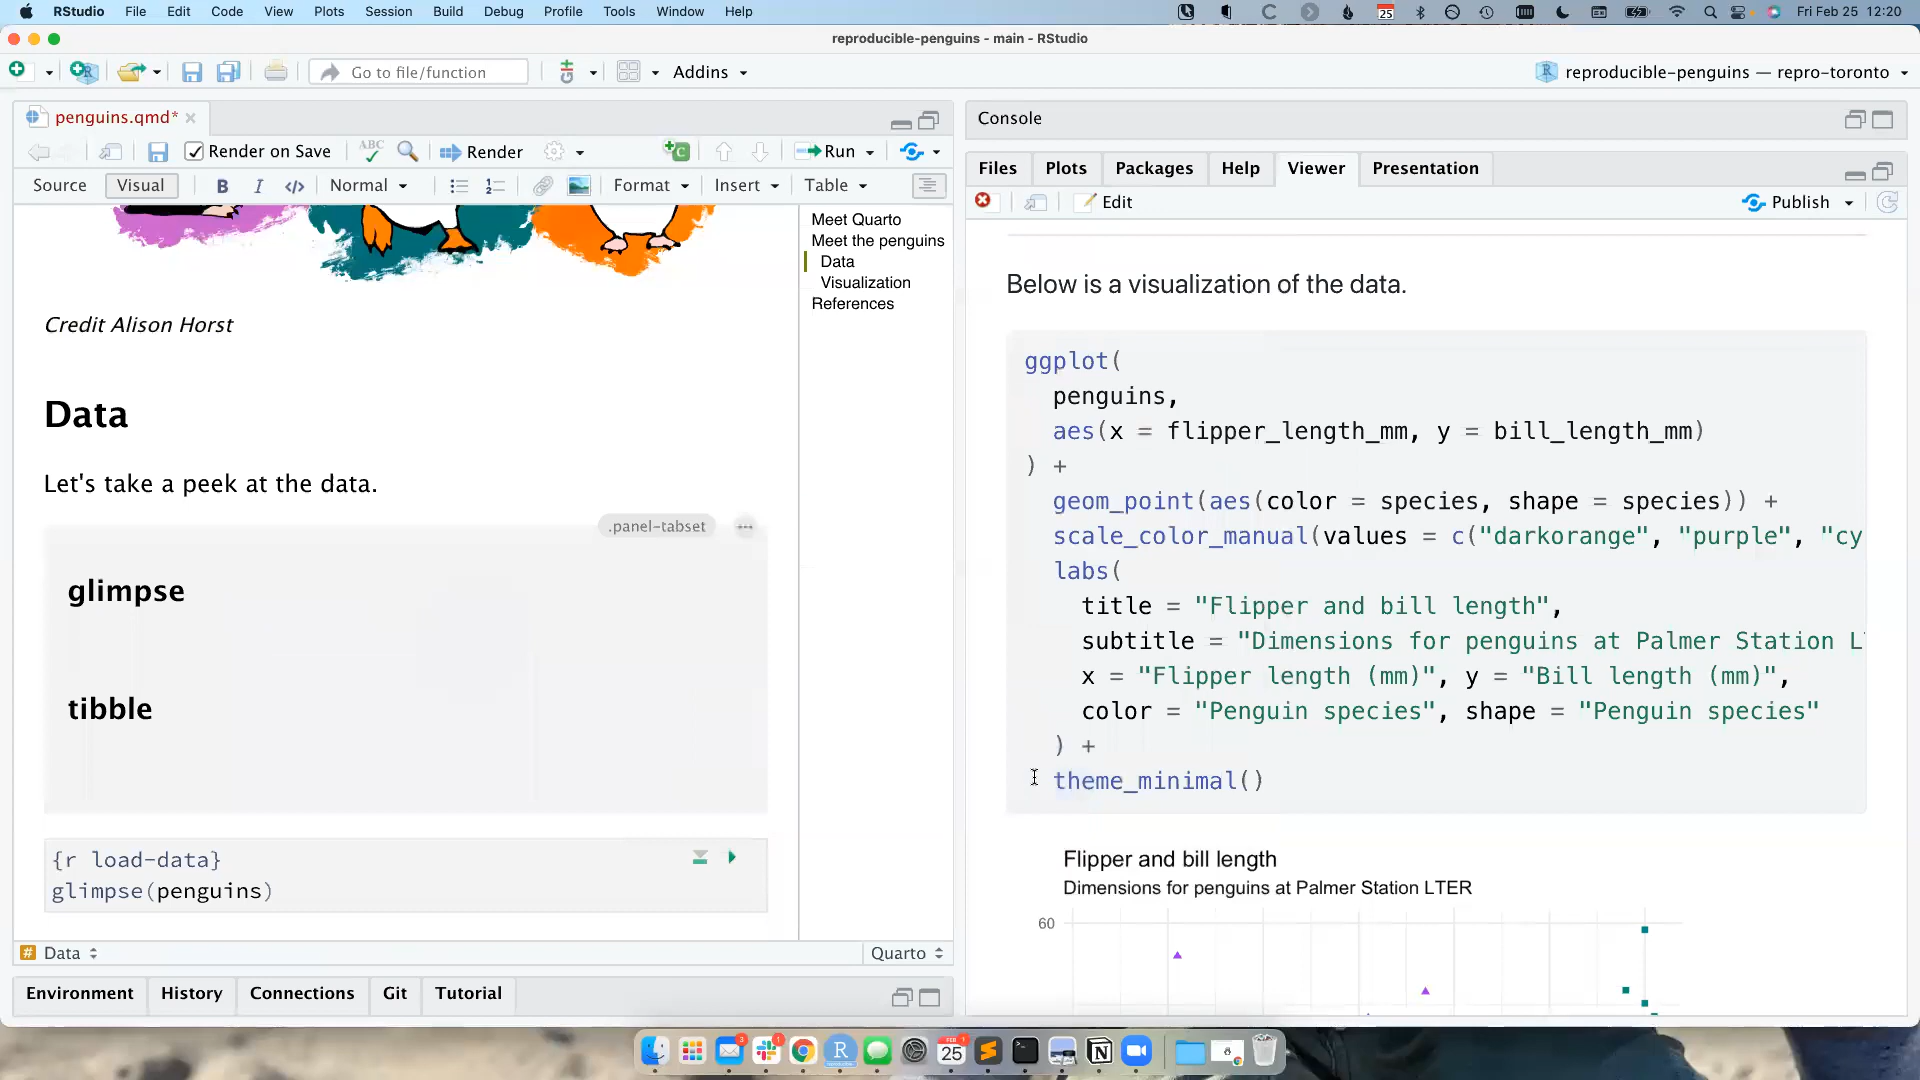 RStudio File Edit Code View Plots Session Build Debug Profile Tools Window Help
25 Fri Feb 25 12:20
reproducible-penguins - main - RStudio
Go to file/function Addins reproducible-penguins — repro-toronto
penguins.qmd*
Render on Save ABC Render Run
Source Visual B I </> Normal Format Insert Table
Credit Alison Horst
Data
Let's take a peek at the data.
.panel-tabset
glimpse
tibble
{r load-data}
glimpse(penguins)
Meet Quarto
Meet the penguins
Data
Visualization
References
# Data Quarto
Environment History Connections Git Tutorial
Console
Files Plots Packages Help Viewer Presentation
Edit Publish
Below is a visualization of the data.
ggplot(
penguins,
aes(x = flipper_length_mm, y = bill_length_mm)
) +
geom_point(aes(color = species, shape = species)) +
scale_color_manual(values = c("darkorange", "purple", "cy
labs(
title = "Flipper and bill length",
subtitle = "Dimensions for penguins at Palmer Station L
x = "Flipper length (mm)", y = "Bill length (mm)",
color = "Penguin species", shape = "Penguin species"
) +
theme_minimal()
Flipper and bill length
Dimensions for penguins at Palmer Station LTER
60
3 1 R FEB 25 1 N